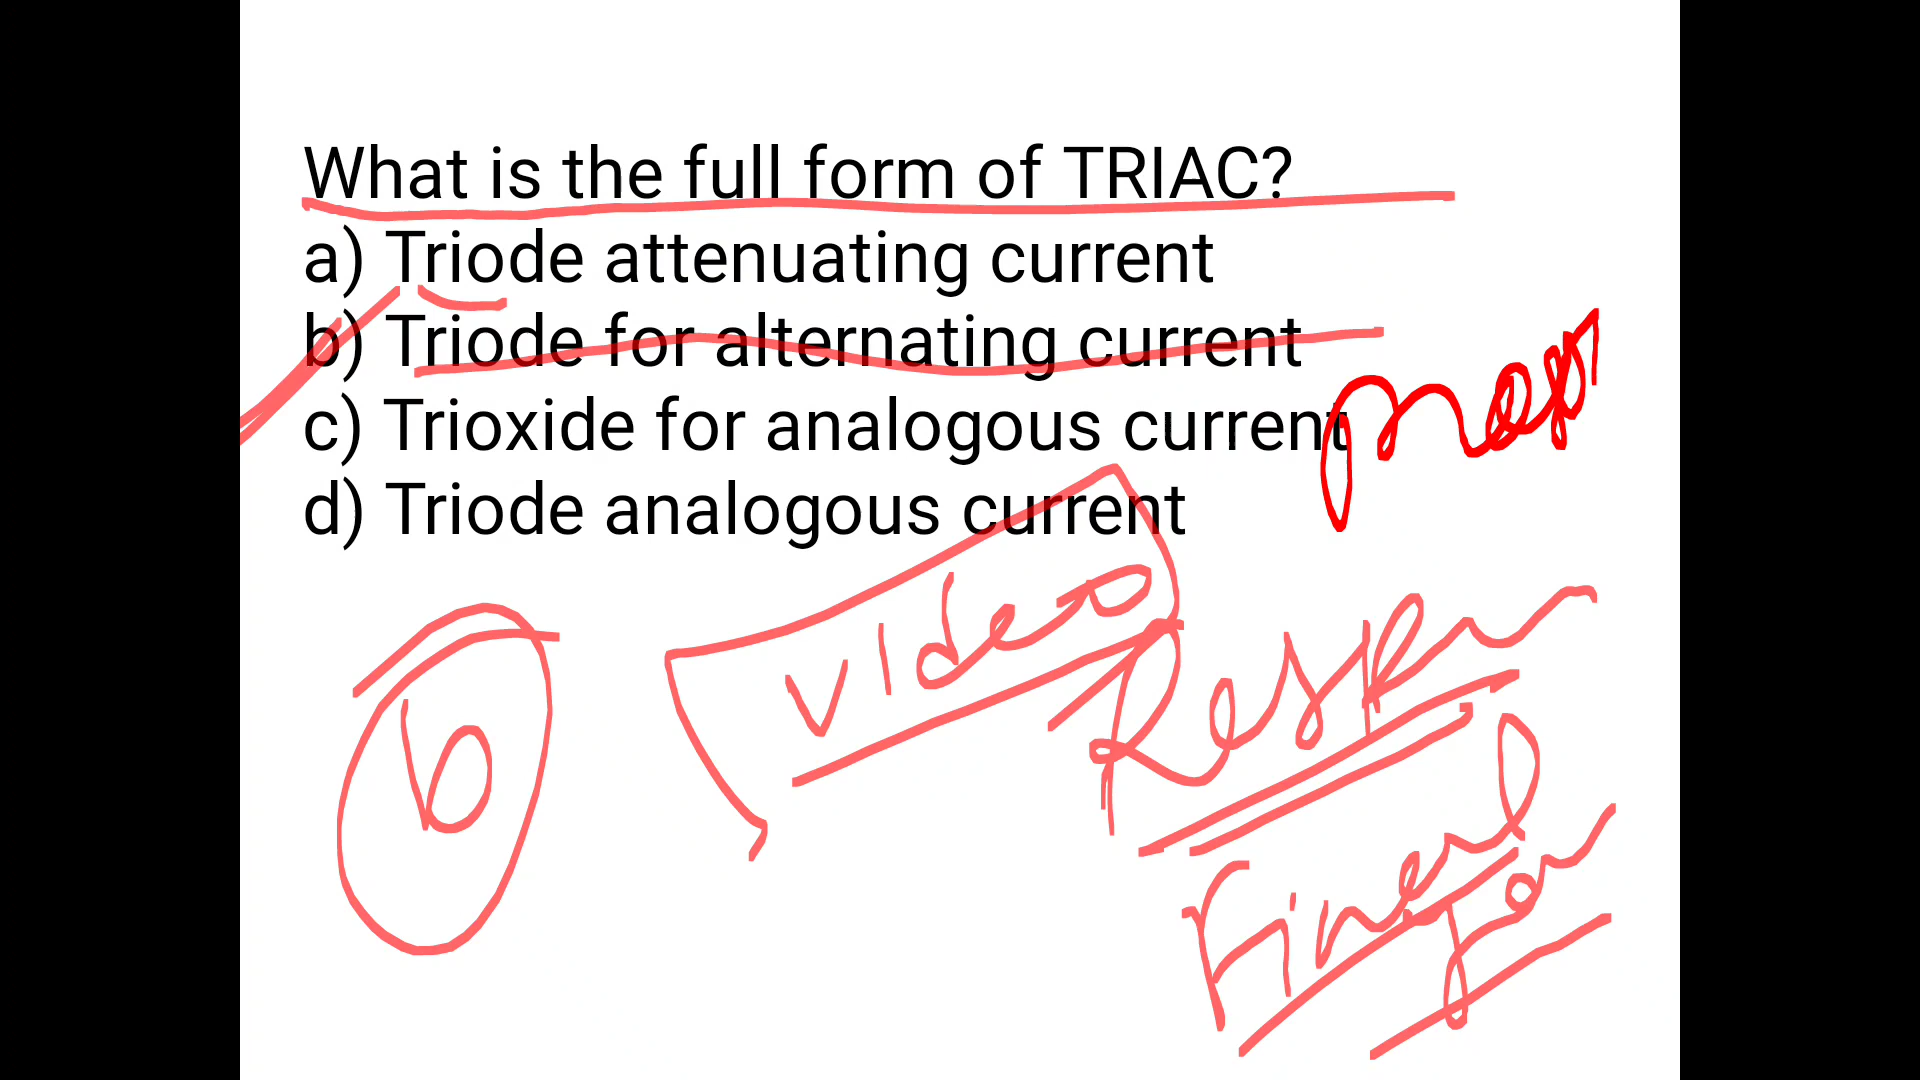 What is the full form of TRIAC?
a) Triode attenuating current
b) Triode for alternating current
c) Trioxide for analogous current
d) Triode analogous current
b
video